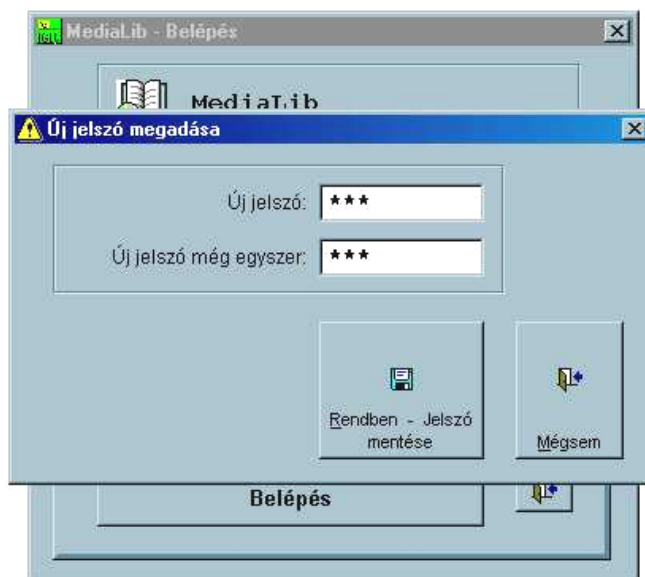 MediaLib - Belépés
MediaLib
Új jelszó megadása
Új jelszó: ***
Új jelszó még egyszer: ***
Rendben - Jelszó
mentése
Mégsem
Belépés